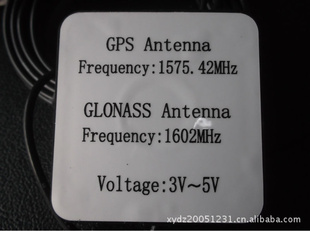 GPS Antenna
Frequency:1575.42MHz
GLONASS Antenna
Frequency:1602MHz
Voltage:3V～5V
xydz20051231.cn.alibaba.com